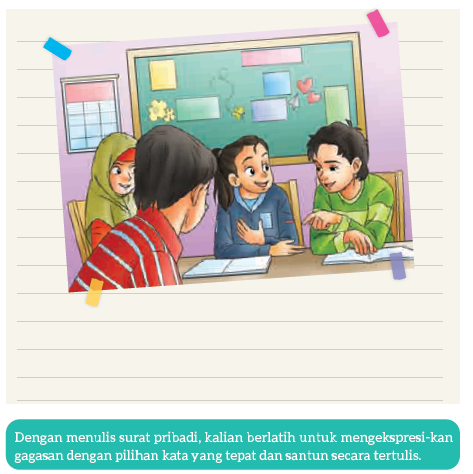 Dengan menulis surat pribadi, kalian berlatih untuk mengekspresi-kan
gagasan dengan pilihan kata yang tepat dan santun secara tertulis.